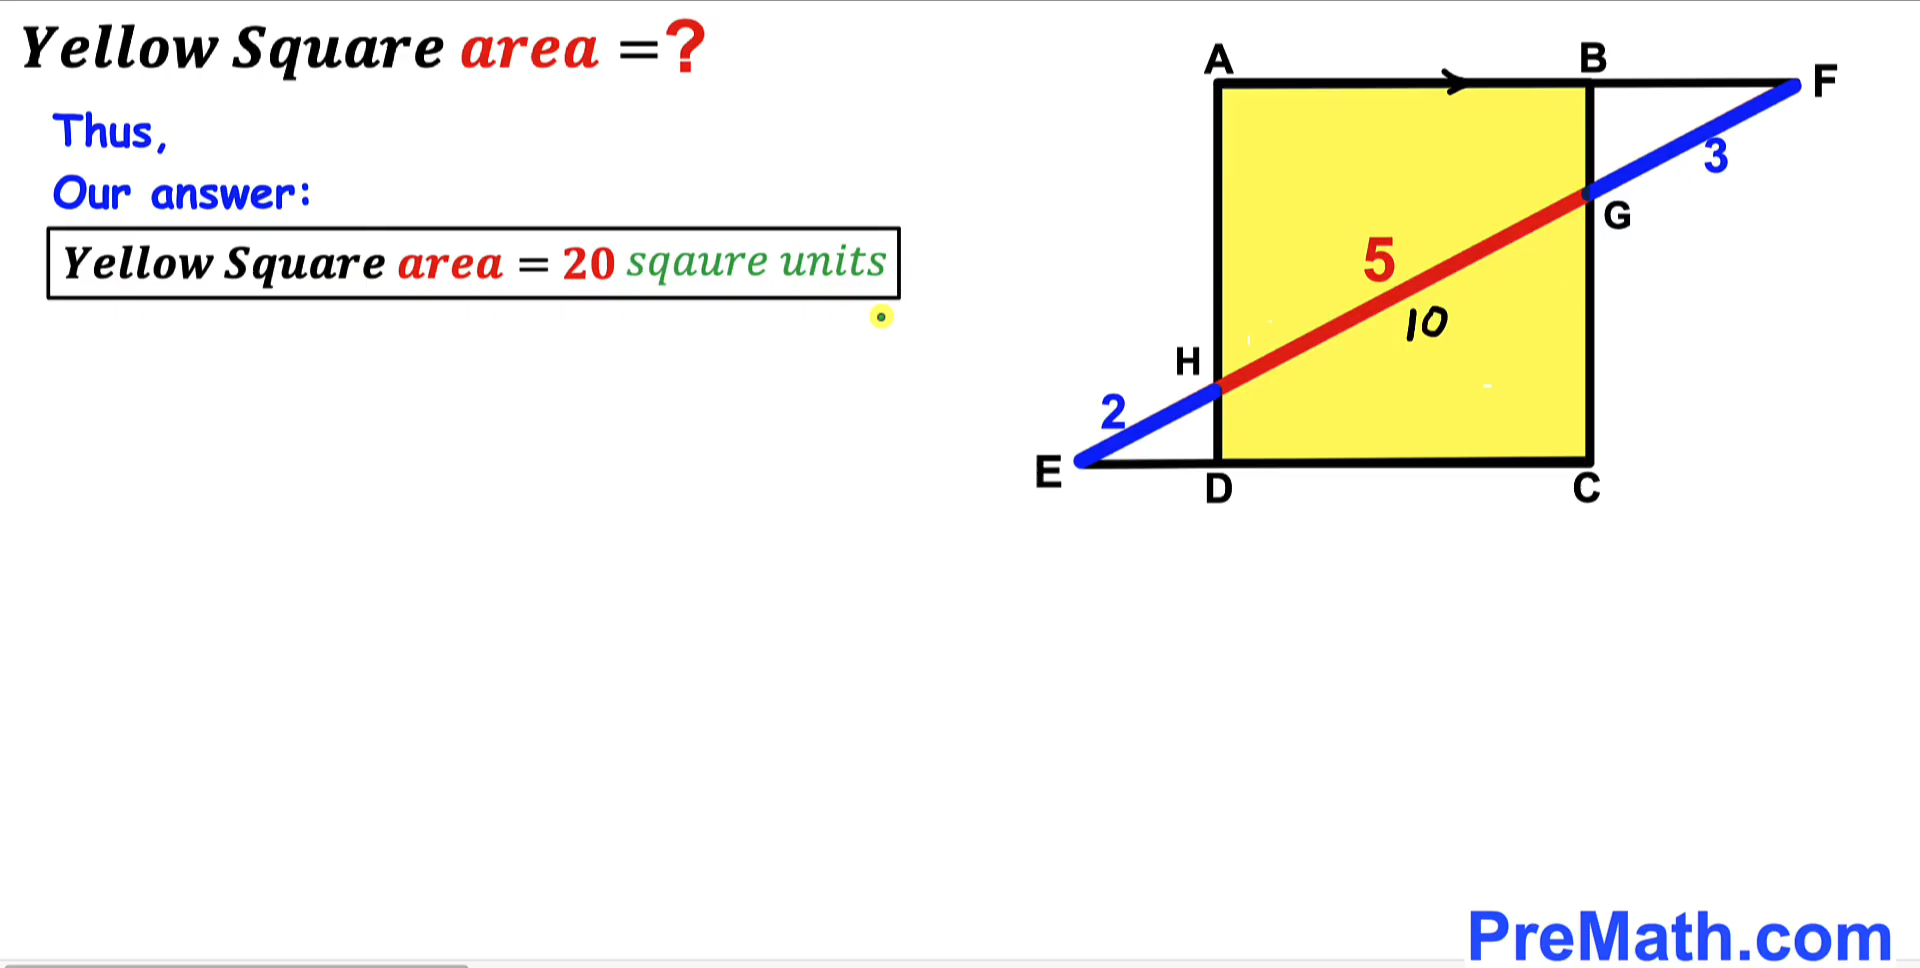 Yellow Square area =?
Thus,
Our answer:
Yellow Square area = 20 sqaure units
A
B
F
3
G
5
10
H
2
E
D
C
PreMath.com